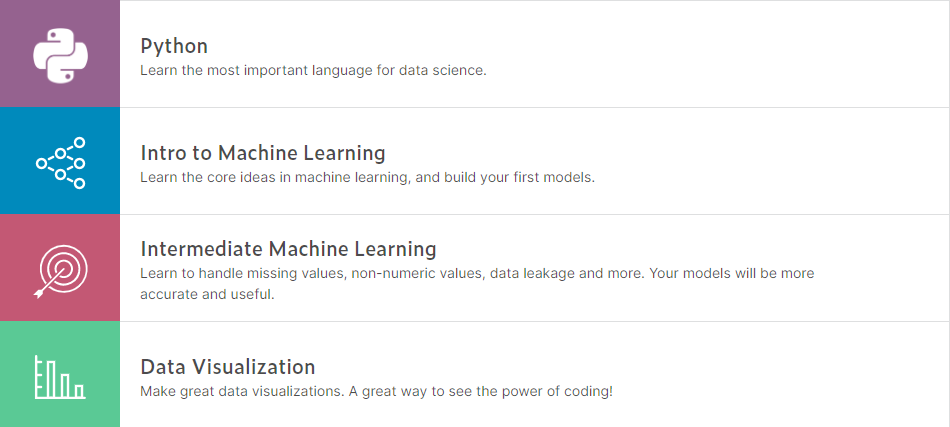 Python
Learn the most important language for data science.
Intro to Machine Learning
Learn the core ideas in machine learning, and build your first models.
Intermediate Machine Learning
Learn to handle missing values, non-numeric values, data leakage and more. Your models will be more
accurate and useful.
Data Visualization
Make great data visualizations. A great way to see the power of coding!